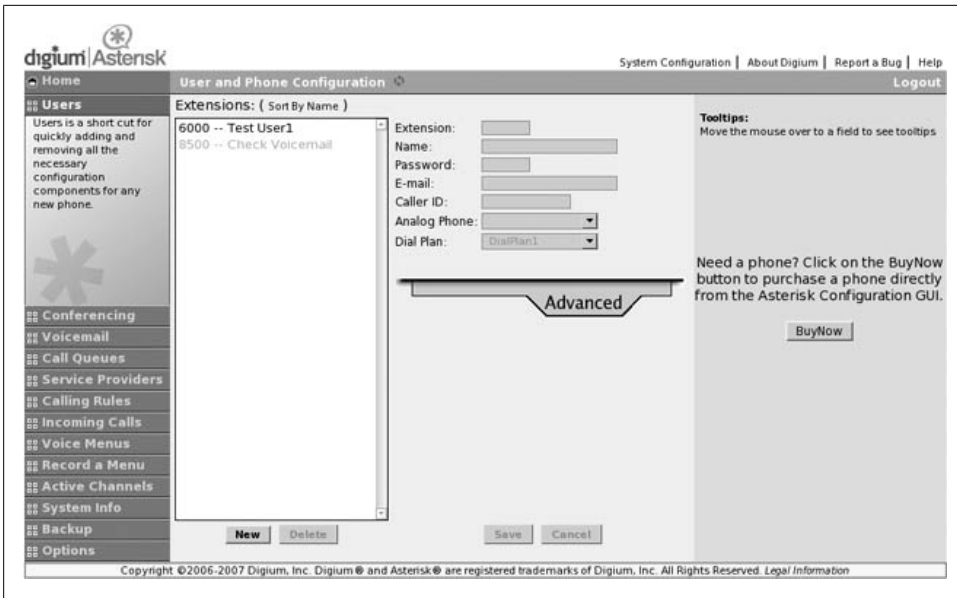 digium Asterisk
System Configuration | About Digium | Report a Bug | Help
Home
User and Phone Configuration
Logout
Users
Users is a short cut for
quickly adding and
removing all the
necessary
configuration
components for any
new phone.
Conferencing
Voicemail
Call Queues
Service Providers
Calling Rules
Incoming Calls
Voice Menus
Record a Menu
Active Channels
System Info
Backup
Options
Extensions: ( Sort By Name )
6000 -- Test User1
8500 -- Check Voicemail
New
Delete
Extension:
Name:
Password:
E-mail:
Caller ID:
Analog Phone:
Dial Plan: DialPlan1
Advanced
Save
Cancel
Tooltips:
Move the mouse over to a field to see tooltips
Need a phone? Click on the BuyNow
button to purchase a phone directly
from the Asterisk Configuration GUI.
BuyNow
Copyright ©2006-2007 Digium, Inc. Digium® and Asterisk® are registered trademarks of Digium, Inc. All Rights Reserved. Legal Information